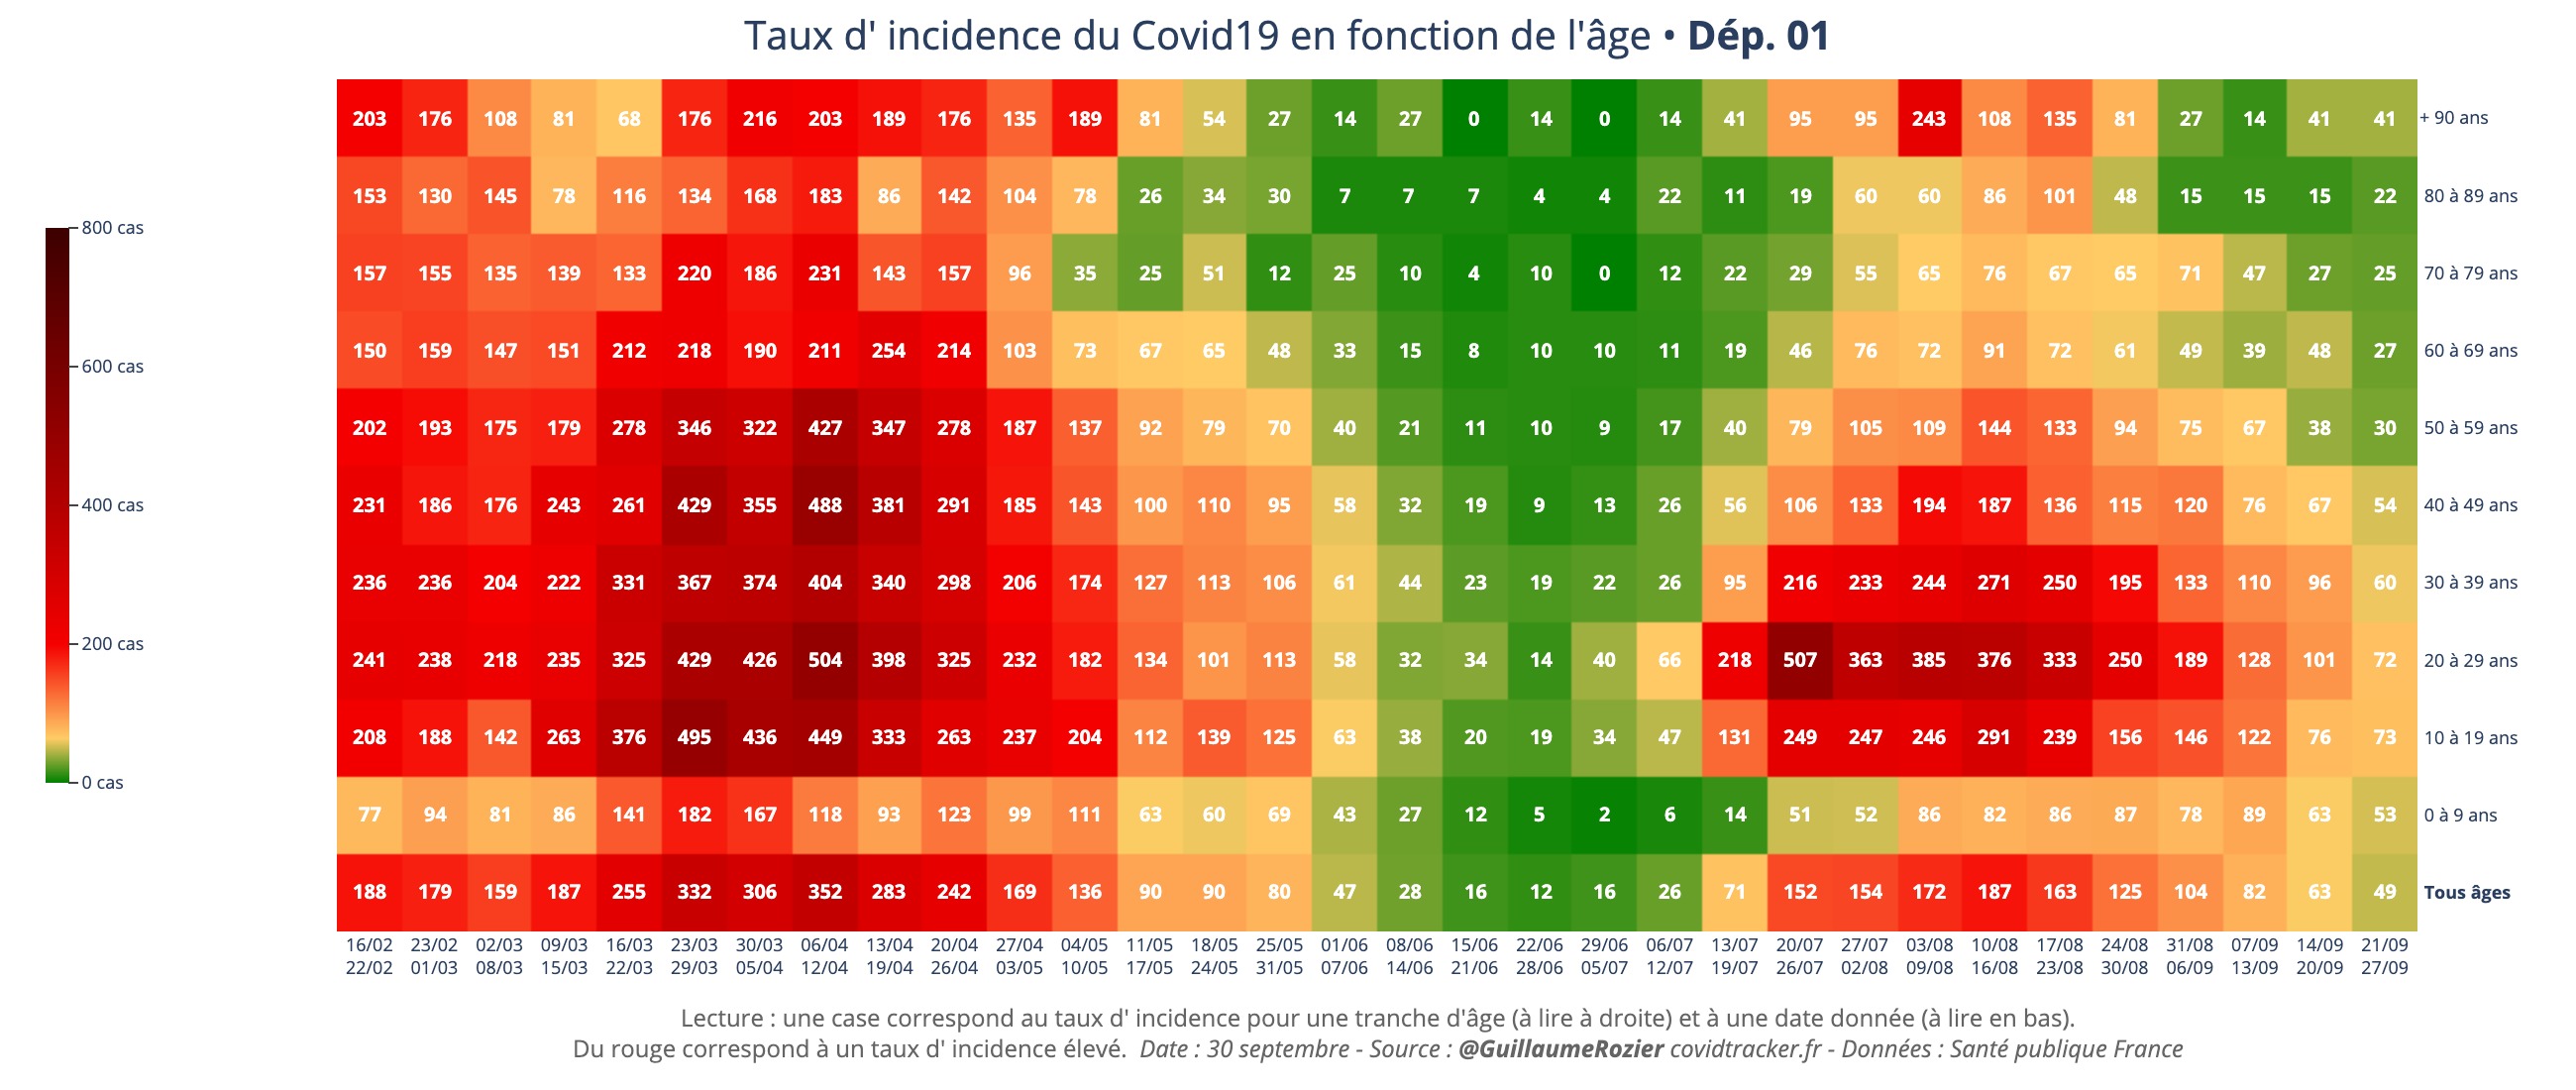 Taux d' incidence du Covid19 en fonction de l'âge • Dép. 01
800 cas
600 cas
400 cas
200 cas
0 cas
203 176 108 81 68 176 216 203 189 176 135 189 81 54 27 14 27 0 14 0 14 41 95 95 243 108 135 81 27 14 41 41 + 90 ans
153 130 145 78 116 134 168 183 86 142 104 78 26 34 30 7 7 7 4 4 22 11 19 60 60 86 101 48 15 15 15 22 80 à 89 ans
157 155 135 139 133 220 186 231 143 157 96 35 25 51 12 25 10 4 10 0 12 22 29 55 65 76 67 65 71 47 27 25 70 à 79 ans
150 159 147 151 212 218 190 211 254 214 103 73 67 65 48 33 15 8 10 10 11 19 46 76 72 91 72 61 49 39 48 27 60 à 69 ans
202 193 175 179 278 346 322 427 347 278 187 137 92 79 70 40 21 11 10 9 17 40 79 105 109 144 133 94 75 67 38 30 50 à 59 ans
231 186 176 243 261 429 355 488 381 291 185 143 100 110 95 58 32 19 9 13 26 56 106 133 194 187 136 115 120 76 67 54 40 à 49 ans
236 236 204 222 331 367 374 404 340 298 206 174 127 113 106 61 44 23 19 22 26 95 216 233 244 271 250 195 133 110 96 60 30 à 39 ans
241 238 218 235 325 429 426 504 398 325 232 182 134 101 113 58 32 34 14 40 66 218 507 363 385 376 333 250 189 128 101 72 20 à 29 ans
208 188 142 263 376 495 436 449 333 263 237 204 112 139 125 63 38 20 19 34 47 131 249 247 246 291 239 156 146 122 76 73 10 à 19 ans
77 94 81 86 141 182 167 118 93 123 99 111 63 60 69 43 27 12 5 2 6 14 51 52 86 82 86 87 78 89 63 53 0 à 9 ans
188 179 159 187 255 332 306 352 283 242 169 136 90 90 80 47 28 16 12 16 26 71 152 154 172 187 163 125 104 82 63 49 Tous âges
16/02 23/02 02/03 09/03 16/03 23/03 30/03 06/04 13/04 20/04 27/04 04/05 11/05 18/05 25/05 01/06 08/06 15/06 22/06 29/06 06/07 13/07 20/07 27/07 03/08 10/08 17/08 24/08 31/08 07/09 14/09 21/09
22/02 01/03 08/03 15/03 22/03 29/03 05/04 12/04 19/04 26/04 03/05 10/05 17/05 24/05 31/05 07/06 14/06 21/06 28/06 05/07 12/07 19/07 26/07 02/08 09/08 16/08 23/08 30/08 06/09 13/09 20/09 27/09
Lecture : une case correspond au taux d' incidence pour une tranche d'âge (à lire à droite) et à une date donnée (à lire en bas).
Du rouge correspond à un taux d' incidence élevé. Date : 30 septembre - Source : @GuillaumeRozier covidtracker.fr - Données : Santé publique France